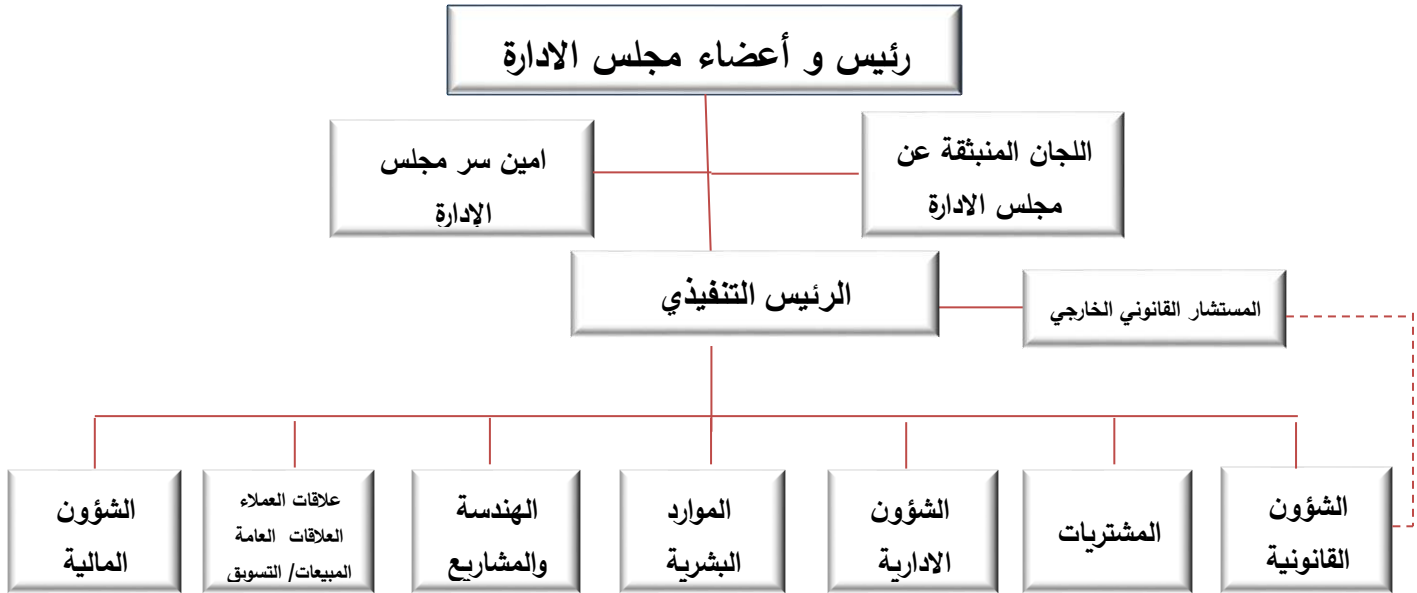 رئيس و أعضاء مجلس الادارة
اللجان المنبثقة عن
مجلس الادارة
امين سر مجلس
الإدارة
الرئيس التنفيذي
المستشار القانوني الخارجي
الشؤون
القانونية
المشتريات
الشؤون
الادارية
الموارد
البشرية
الهندسة
والمشاريع
علاقات العملاء
العلاقات العامة
المبيعات/ التسويق
الشؤون
المالية